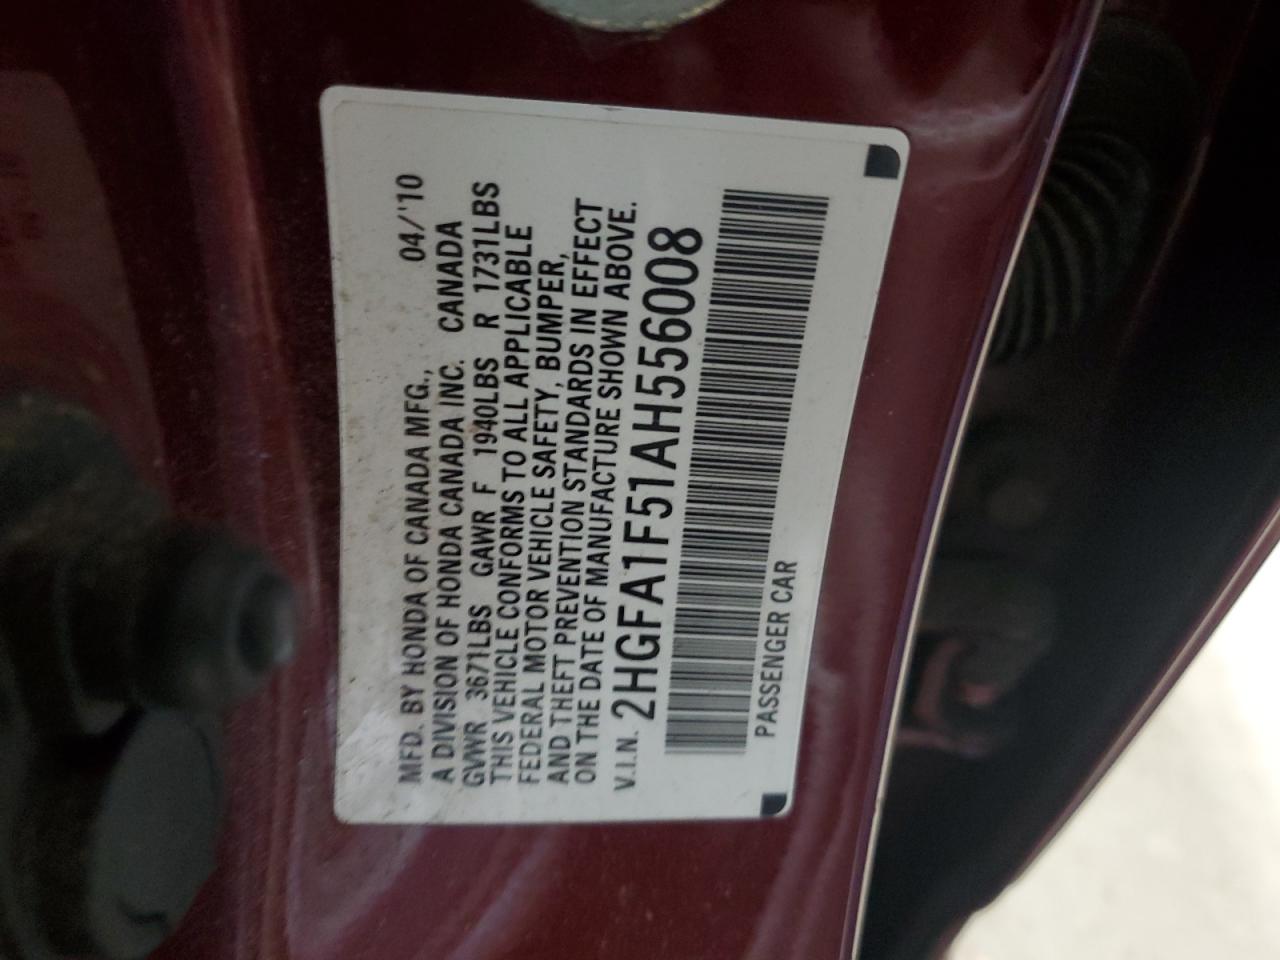 MFD. BY HONDA OF CANADA MFG., 04/'10
A DIVISION OF HONDA CANADA INC. CANADA
GVWR 3671LBS GAWR F 1940LBS R 1731LBS
THIS VEHICLE CONFORMS TO ALL APPLICABLE
FEDERAL MOTOR VEHICLE SAFETY, BUMPER,
AND THEFT PREVENTION STANDARDS IN EFFECT
ON THE DATE OF MANUFACTURE SHOWN ABOVE.
V.I.N. 2HGFA1F51AH556008
PASSENGER CAR